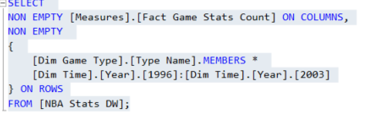 SELECT
NON EMPTY [Measures].[Fact Game Stats Count] ON COLUMNS,
NON EMPTY
{
[Dim Game Type].[Type Name].MEMBERS *
[Dim Time].[Year].[1996]:[Dim Time].[Year].[2003]
} ON ROWS
FROM [NBA Stats DW];